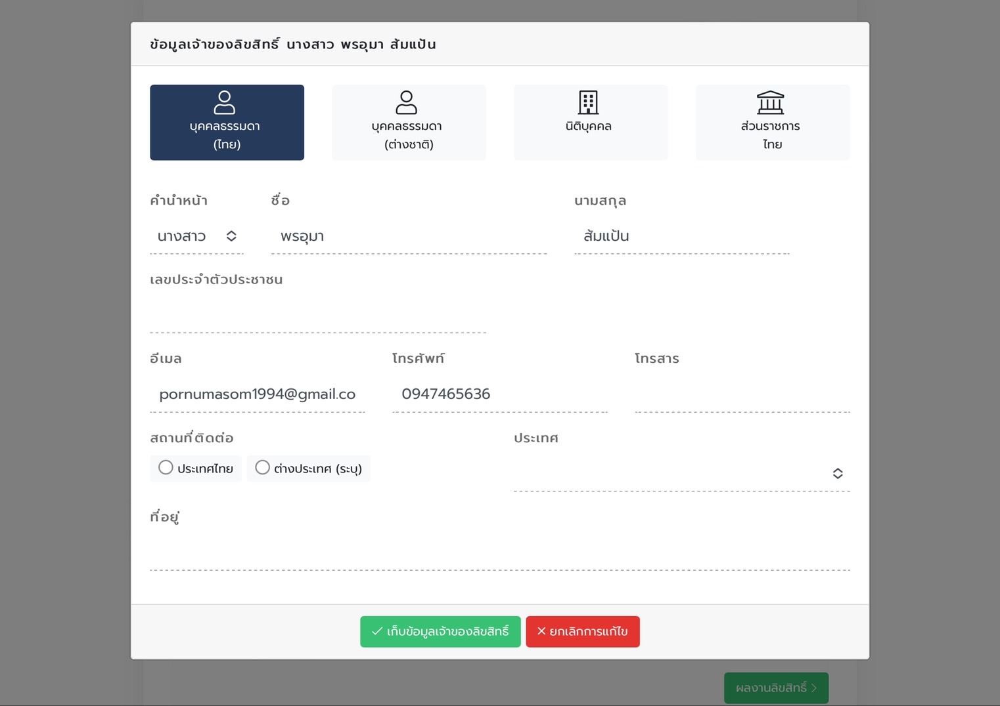 ข้อมูลเจ้าของลิขสิทธิ์ นางสาว พรอุมา ส้มแป้น
บุคคลธรรมดา
(ไทย)
บุคคลธรรมดา
(ต่างชาติ)
นิติบุคคล
ส่วนราชการ
ไทย
คำนำหน้า ชื่อ นามสกุล
นางสาว พรอุมา ส้มแป้น
เลขประจำตัวประชาชน
อีเมล โทรศัพท์ โทรสาร
pornumasom1994@gmail.co 0947465636
สถานที่ติดต่อ ประเทศ
ประเทศไทย ต่างประเทศ (ระบุ)
ที่อยู่
เก็บข้อมูลเจ้าของลิขสิทธิ์ ยกเลิกการแก้ไข
ผลงานลิขสิทธิ์